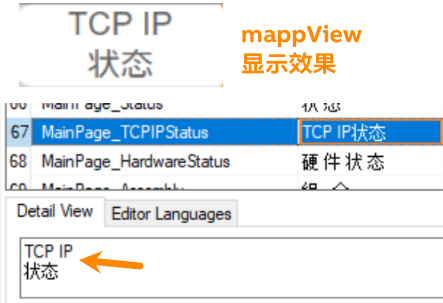 TCP IP
状态
mappView
显示效果
66 MainPage_Status 状 态
67 MainPage_TCPIPStatus TCP IP状态
68 MainPage_HardwareStatus 硬 件 状 态
69 MainPage_Assembly 组 合
Detail View Editor Languages
TCP IP
状态